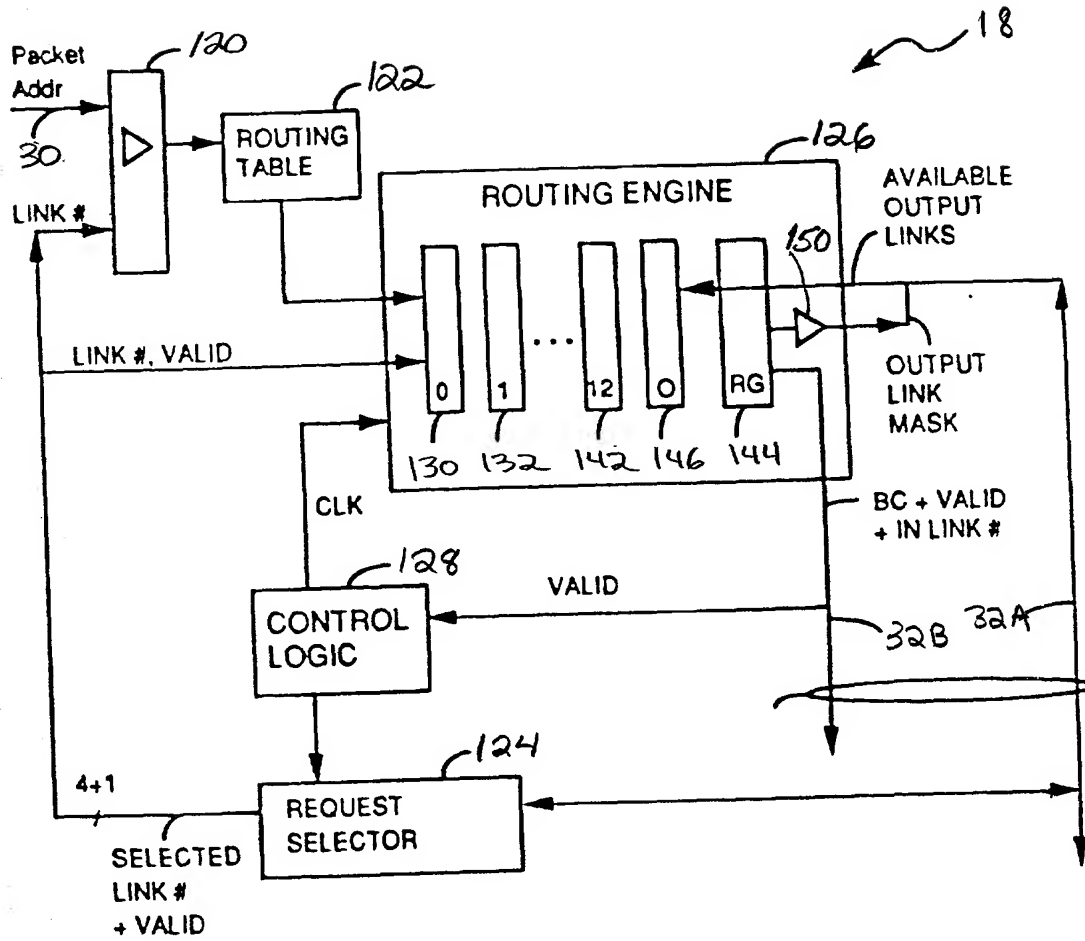 18
Packet
Addr
30
120
122
ROUTING
TABLE
126
ROUTING ENGINE
AVAILABLE
OUTPUT
LINKS
150
LINK #
LINK #, VALID
0
1
...
12
O
RG
OUTPUT
LINK
MASK
130
132
142
146
144
CLK
BC + VALID
+ IN LINK #
128
CONTROL
LOGIC
VALID
32B
32A
124
4+1
REQUEST
SELECTOR
SELECTED
LINK #
+ VALID